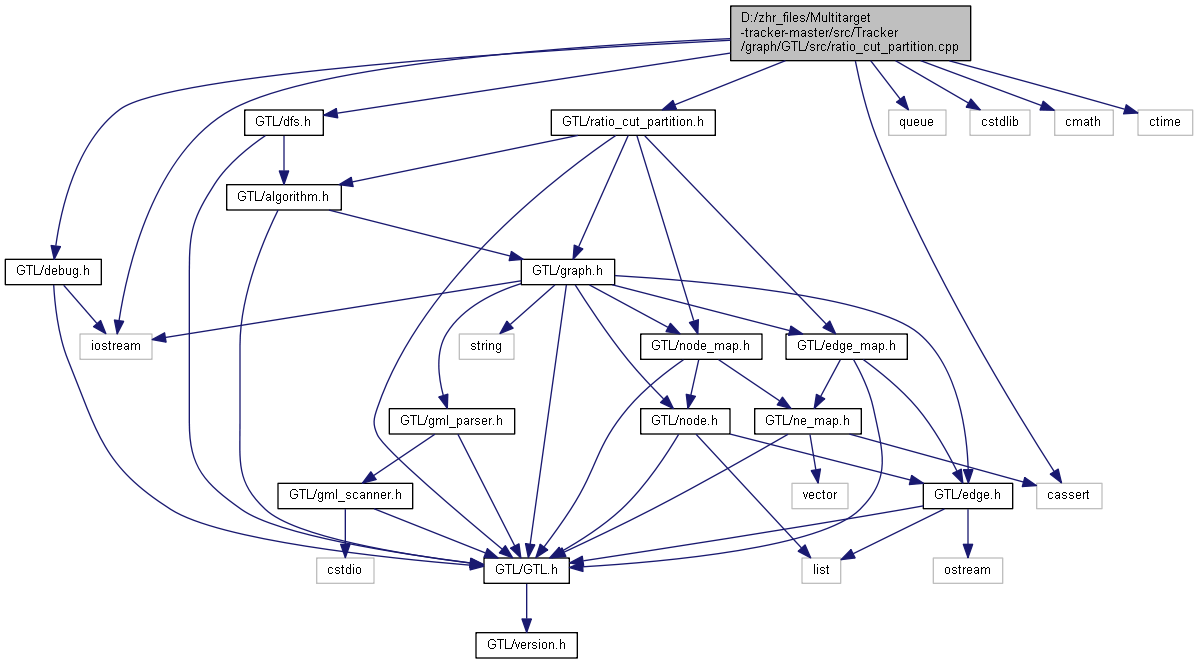 D:/zhr_files/Multitarget
-tracker-master/src/Tracker
/graph/GTL/src/ratio_cut_partition.cpp
GTL/dfs.h
GTL/ratio_cut_partition.h
queue
cstdlib
cmath
ctime
GTL/algorithm.h
GTL/debug.h
GTL/graph.h
iostream
string
GTL/node_map.h
GTL/edge_map.h
GTL/gml_parser.h
GTL/node.h
GTL/ne_map.h
GTL/gml_scanner.h
vector
GTL/edge.h
cassert
cstdio
GTL/GTL.h
list
ostream
GTL/version.h